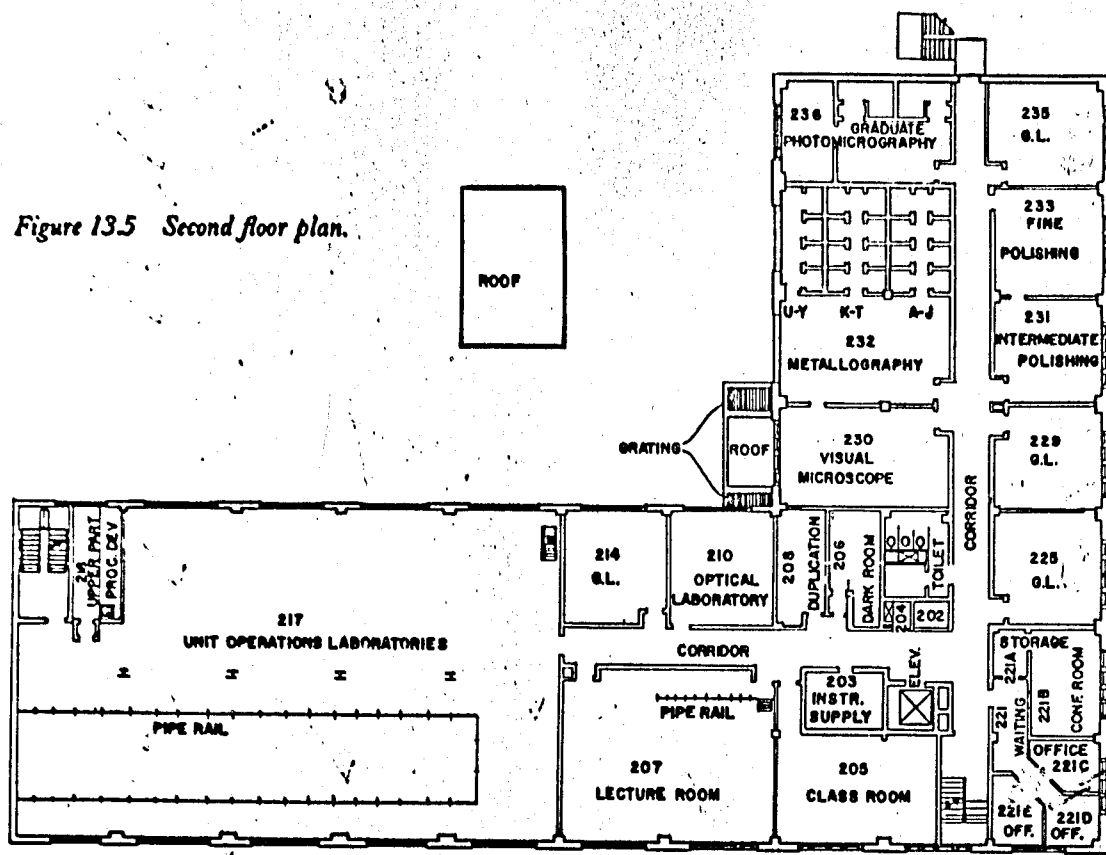 Figure 13.5 Second floor plan.
ROOF
236
GRADUATE
PHOTOMICROGRAPHY
235
G.L.
233
FINE
POLISHING
U-Y K-T A-J
232
METALLOGRAPHY
231
INTERMEDIATE
POLISHING
GRATING
ROOF
230
VISUAL
MICROSCOPE
229
G.L.
CORRIDOR
225
G.L.
UPPER PART
PROC. DEV
217
UNIT OPERATIONS LABORATORIES
PIPE RAIL
214
G.L.
210
OPTICAL
LABORATORY
208
DUPLICATION
206
DARK ROOM
TOILET
204
202
CORRIDOR
203
INSTR.
SUPPLY
ELEV.
PIPE RAIL
207
LECTURE ROOM
205
CLASS ROOM
STORAGE
221A
221B
CONF. ROOM
221
WAITING
OFFICE
221C
221E
OFF.
221D
OFF.